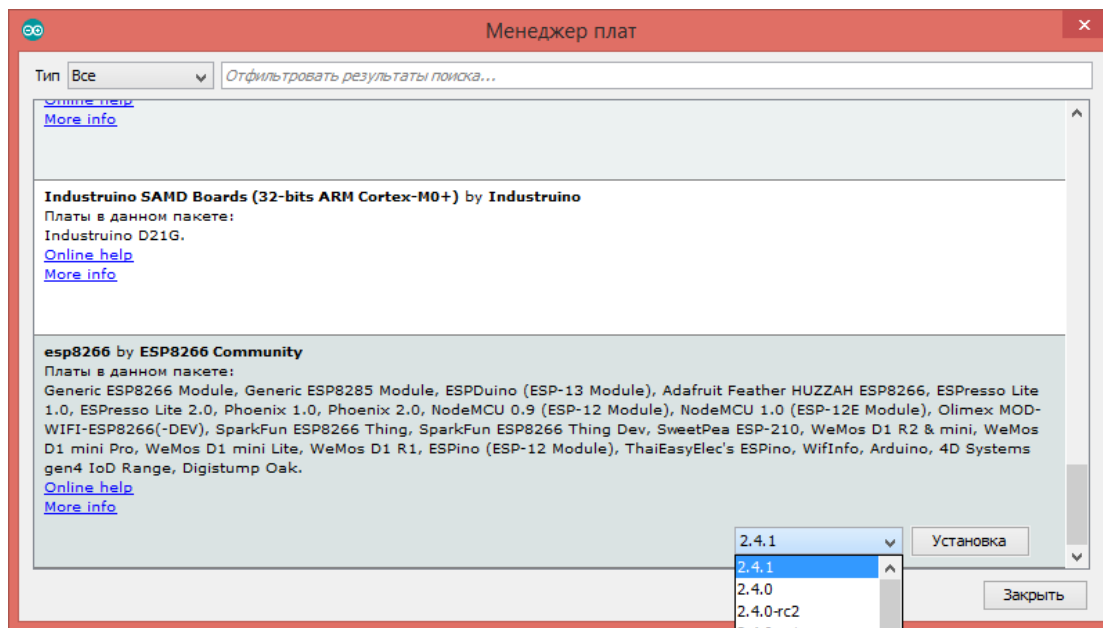 Менеджер плат
Тип Все Отфильтровать результаты поиска...
Online help
More info
Industruino SAMD Boards (32-bits ARM Cortex-M0+) by Industruino
Платы в данном пакете:
Industruino D21G.
Online help
More info
esp8266 by ESP8266 Community
Платы в данном пакете:
Generic ESP8266 Module, Generic ESP8285 Module, ESPDuino (ESP-13 Module), Adafruit Feather HUZZAH ESP8266, ESPresso Lite
1.0, ESPresso Lite 2.0, Phoenix 1.0, Phoenix 2.0, NodeMCU 0.9 (ESP-12 Module), NodeMCU 1.0 (ESP-12E Module), Olimex MOD-
WIFI-ESP8266(-DEV), SparkFun ESP8266 Thing, SparkFun ESP8266 Thing Dev, SweetPea ESP-210, WeMos D1 R2 & mini, WeMos
D1 mini Pro, WeMos D1 mini Lite, WeMos D1 R1, ESPino (ESP-12 Module), ThaiEasyElec's ESPino, WifInfo, Arduino, 4D Systems
gen4 IoD Range, Digistump Oak.
Online help
More info
2.4.1 Установка
2.4.1
2.4.0
2.4.0-rc2
Закрыть